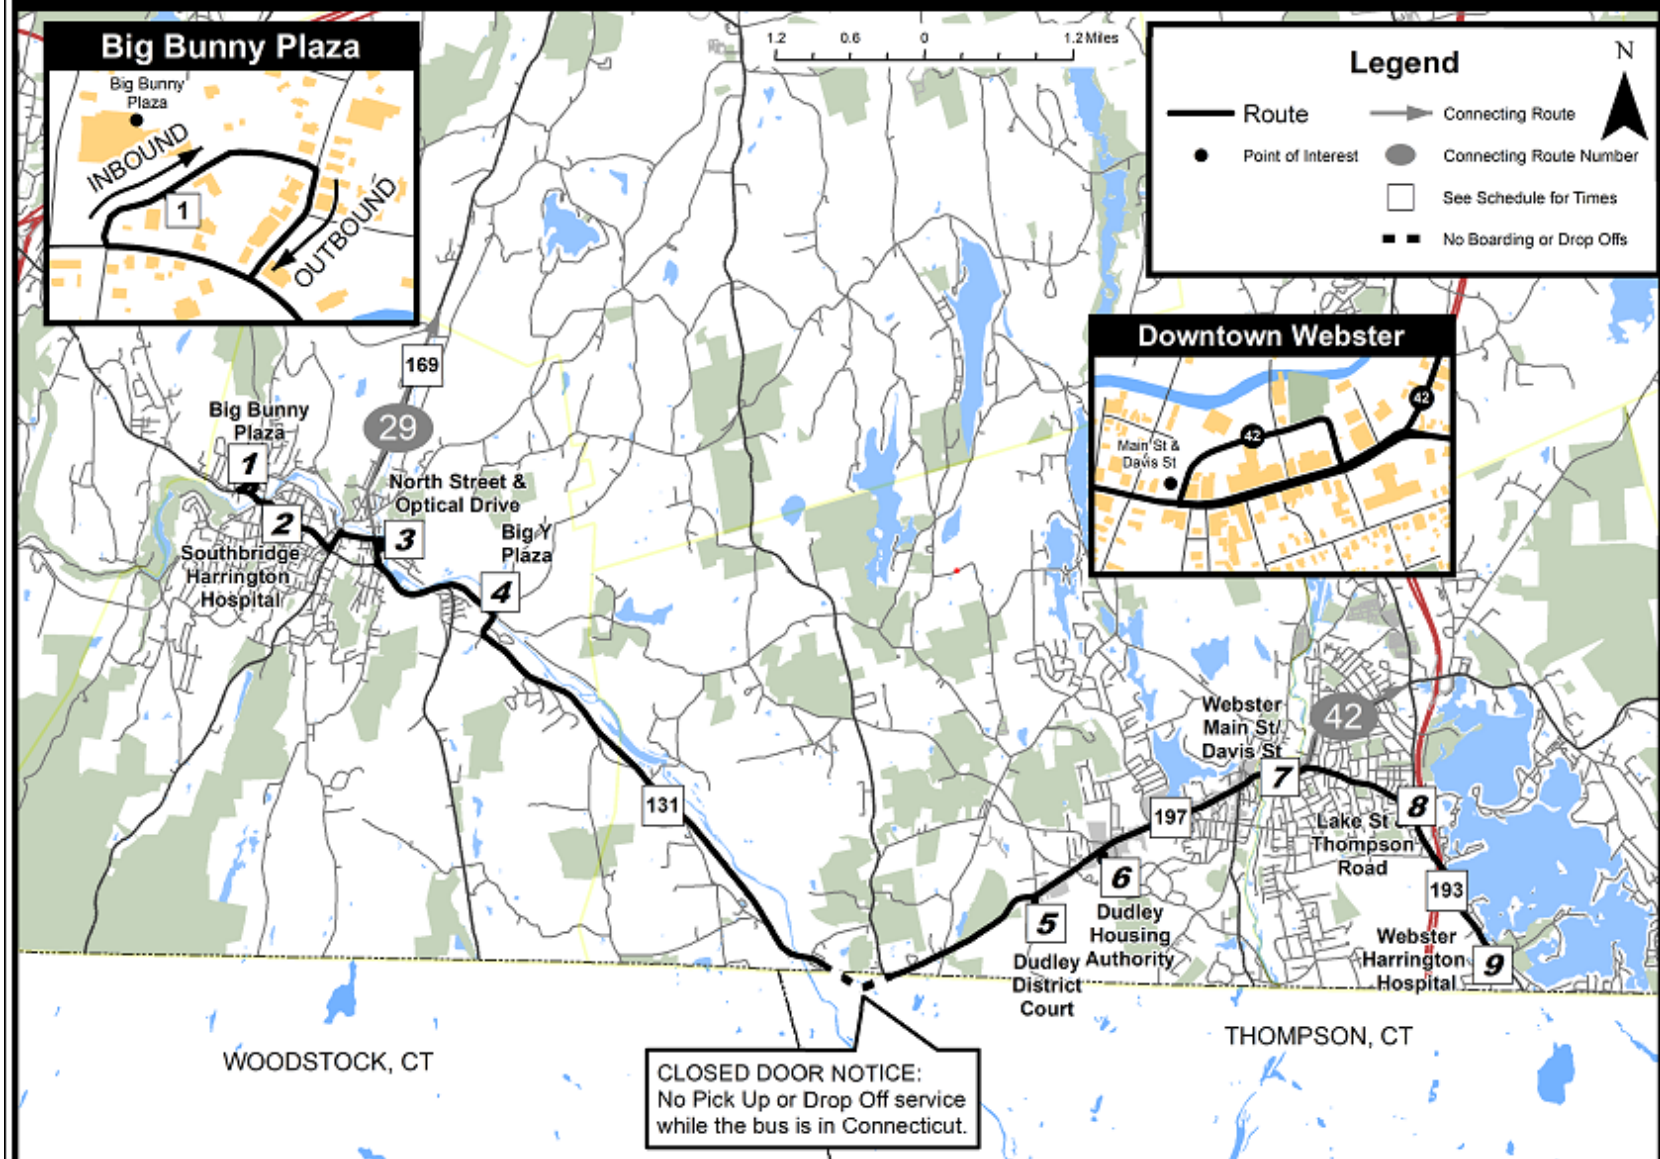 Big Bunny Plaza
Big Bunny
Plaza
INBOUND
1
OUTBOUND
1.2
0.6
0
1.2 Miles
Legend
N
Route
Connecting Route
Point of Interest
Connecting Route Number
See Schedule for Times
No Boarding or Drop Offs
Downtown Webster
42
42
Main St &
Davis St
169
29
Big Bunny
Plaza
1
2
Southbridge
Harrington
Hospital
North Street &
Optical Drive
3
Big Y
Plaza
4
131
Webster
Main St/
Davis St
42
7
197
8
Lake St
Thompson
Road
6
Dudley
Housing
Authority
5
Dudley
District
Court
193
Webster
Harrington
Hospital
9
WOODSTOCK, CT
THOMPSON, CT
CLOSED DOOR NOTICE:
No Pick Up or Drop Off service
while the bus is in Connecticut.